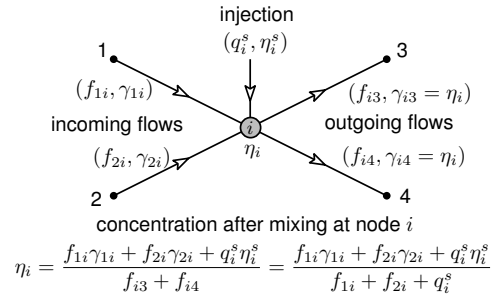 injection
(q_i^s, η_i^s)
1
3
(f_{1i}, γ_{1i})
(f_{i3}, γ_{i3} = η_i)
incoming flows
i
outgoing flows
η_i
(f_{2i}, γ_{2i})
(f_{i4}, γ_{i4} = η_i)
2
4
concentration after mixing at node i
η_i = \frac{f_{1i}γ_{1i} + f_{2i}γ_{2i} + q_i^s η_i^s}{f_{i3} + f_{i4}} = \frac{f_{1i}γ_{1i} + f_{2i}γ_{2i} + q_i^s η_i^s}{f_{1i} + f_{2i} + q_i^s}